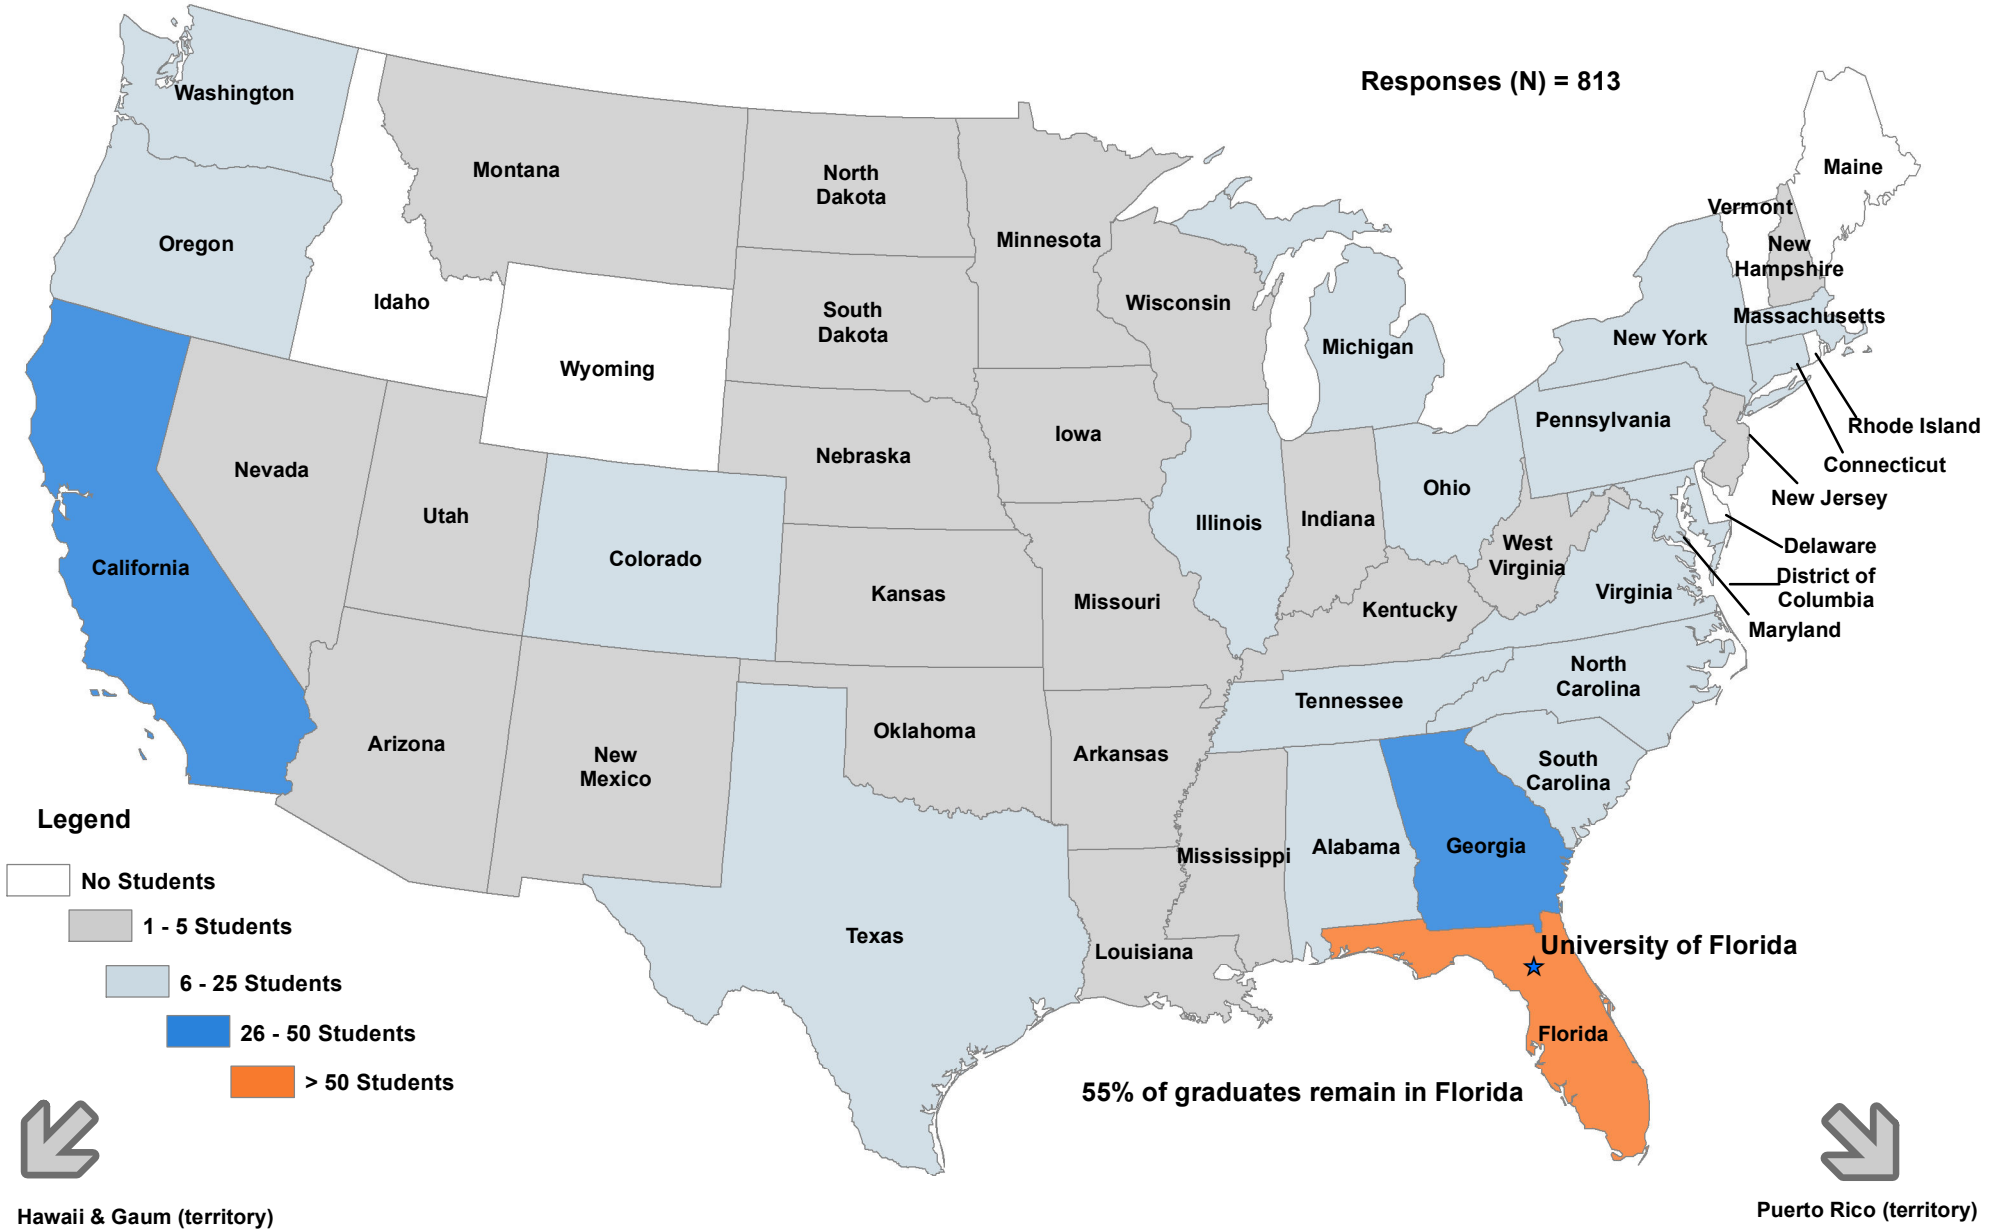 Responses (N) = 813
Washington
Oregon
California
Idaho
Montana
Wyoming
Nevada
Utah
Colorado
Arizona
New
Mexico
North
Dakota
South
Dakota
Nebraska
Kansas
Oklahoma
Texas
Minnesota
Iowa
Missouri
Arkansas
Louisiana
Wisconsin
Illinois
Michigan
Indiana
Ohio
Kentucky
Tennessee
Mississippi
Alabama
Georgia
Florida
University of Florida
South
Carolina
North
Carolina
Virginia
West
Virginia
Pennsylvania
New York
Vermont
New
Hampshire
Maine
Massachusetts
Rhode Island
Connecticut
New Jersey
Delaware
District of
Columbia
Maryland
55% of graduates remain in Florida
Legend
No Students
1 - 5 Students
6 - 25 Students
26 - 50 Students
> 50 Students
Hawaii & Gaum (territory)
Puerto Rico (territory)